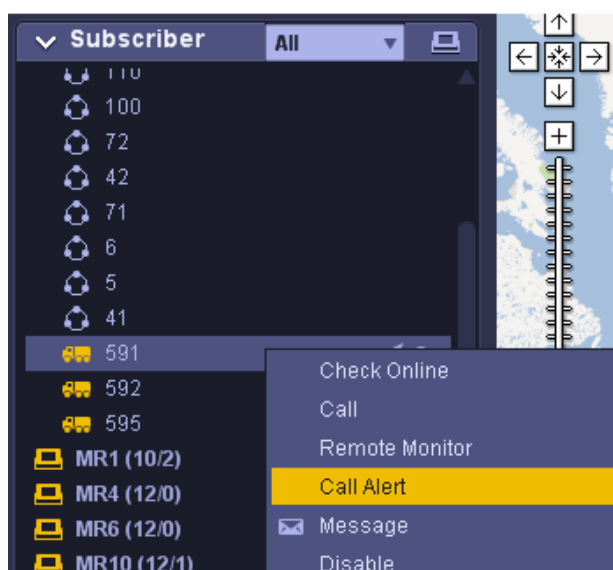 Subscriber All
110
100
72
42
71
6
5
41
591
592
595
MR1 (10/2)
MR4 (12/0)
MR6 (12/0)
MR10 (12/1)
Check Online
Call
Remote Monitor
Call Alert
Message
Disable